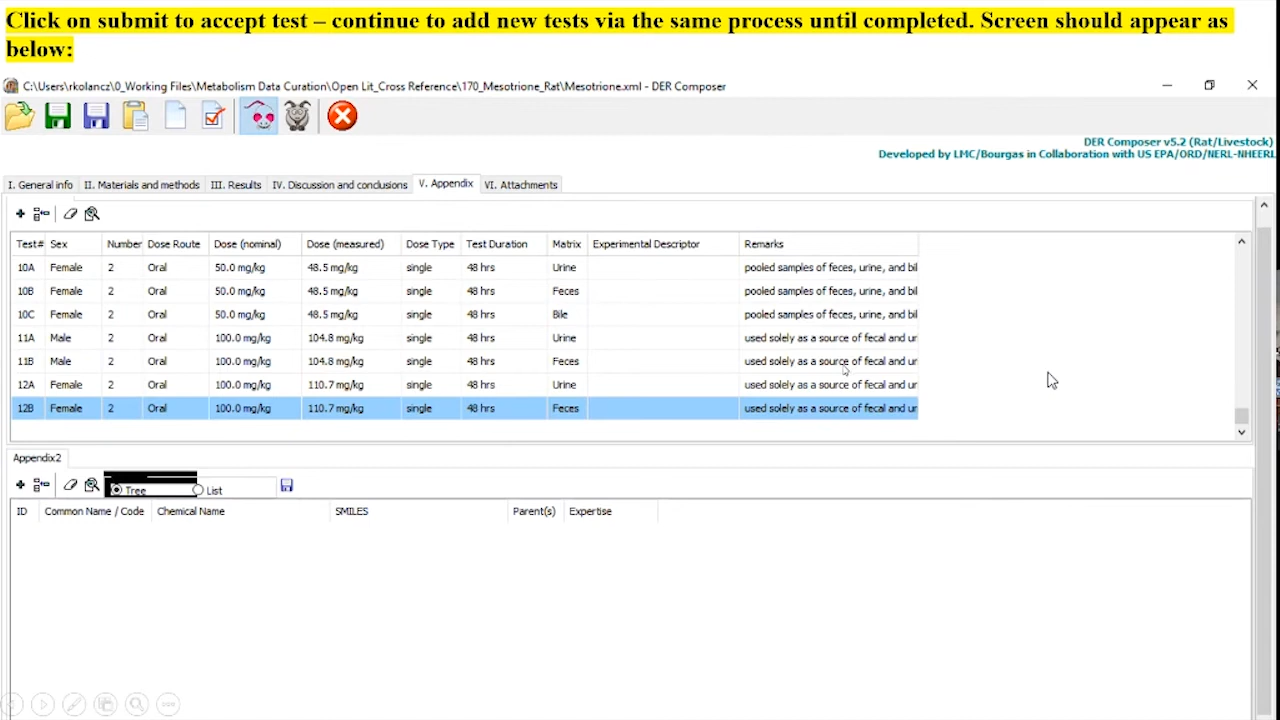 Click on submit to accept test – continue to add new tests via the same process until completed. Screen should appear as
below:
C:\Users\rkolancz\0_Working Files\Metabolism Data Curation\Open Lit_Cross Reference\170_Mesotrione_Rat\Mesotrione.xml - DER Composer
DER Composer v5.2 (Rat/Livestock)
Developed by LMC/Bourgas in Collaboration with US EPA/ORD/NERL-NHEERL
I. General info II. Materials and methods III. Results IV. Discussion and conclusions V. Appendix VI. Attachments
Test# Sex Number Dose Route Dose (nominal) Dose (measured) Dose Type Test Duration Matrix Experimental Descriptor Remarks
10A Female 2 Oral 50.0 mg/kg 48.5 mg/kg single 48 hrs Urine pooled samples of feces, urine, and bil
10B Female 2 Oral 50.0 mg/kg 48.5 mg/kg single 48 hrs Feces pooled samples of feces, urine, and bil
10C Female 2 Oral 50.0 mg/kg 48.5 mg/kg single 48 hrs Bile pooled samples of feces, urine, and bil
11A Male 2 Oral 100.0 mg/kg 104.8 mg/kg single 48 hrs Urine used solely as a source of fecal and ur
11B Male 2 Oral 100.0 mg/kg 104.8 mg/kg single 48 hrs Feces used solely as a source of fecal and ur
12A Female 2 Oral 100.0 mg/kg 110.7 mg/kg single 48 hrs Urine used solely as a source of fecal and ur
12B Female 2 Oral 100.0 mg/kg 110.7 mg/kg single 48 hrs Feces used solely as a source of fecal and ur
Appendix2
Tree List
ID Common Name / Code Chemical Name SMILES Parent(s) Expertise